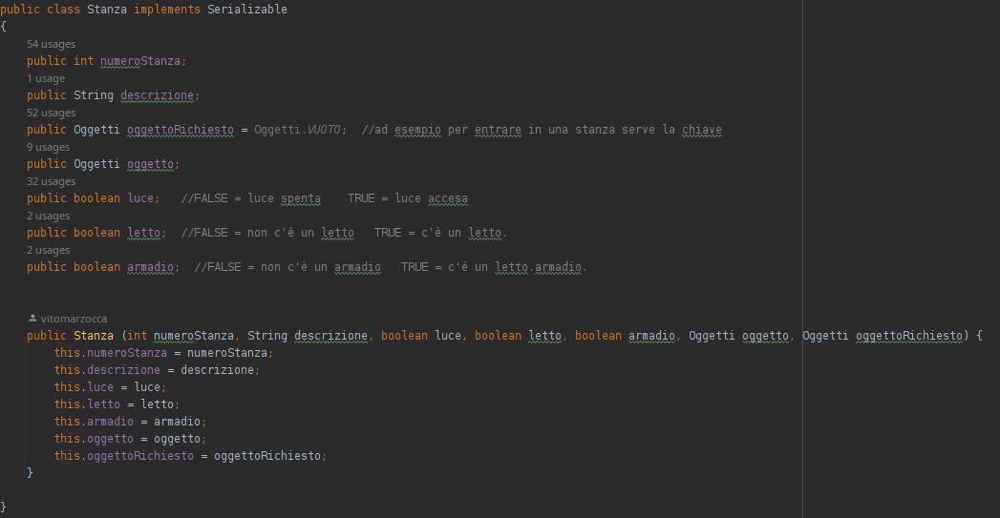 public class Stanza implements Serializable
{
54 usages
public int numeroStanza;
1 usage
public String descrizione;
52 usages
public Oggetti oggettoRichiesto = Oggetti.VUOTO;  //ad esempio per entrare in una stanza serve la chiave
9 usages
public Oggetti oggetto;
32 usages
public boolean luce;   //FALSE = luce spenta    TRUE = luce accesa
2 usages
public boolean letto;  //FALSE = non c'è un letto   TRUE = c'è un letto.
2 usages
public boolean armadio;  //FALSE = non c'è un armadio   TRUE = c'è un letto.armadio.
vitomarzocca
public Stanza (int numeroStanza, String descrizione, boolean luce, boolean letto, boolean armadio, Oggetti oggetto, Oggetti oggettoRichiesto) {
this.numeroStanza = numeroStanza;
this.descrizione = descrizione;
this.luce = luce;
this.letto = letto;
this.armadio = armadio;
this.oggetto = oggetto;
this.oggettoRichiesto = oggettoRichiesto;
}
}